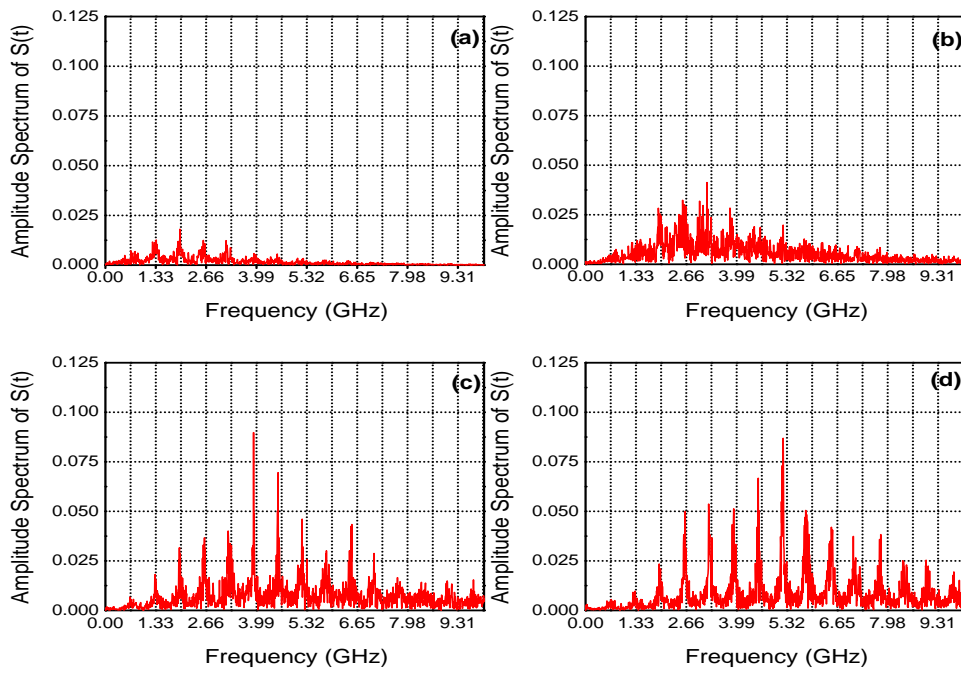 Amplitude Spectrum of S(t)
0.125
0.100
0.075
0.050
0.025
0.000
(a)
0.00 1.33 2.66 3.99 5.32 6.65 7.98 9.31
Frequency (GHz)
Amplitude Spectrum of S(t)
0.125
0.100
0.075
0.050
0.025
0.000
(b)
0.00 1.33 2.66 3.99 5.32 6.65 7.98 9.31
Frequency (GHz)
Amplitude Spectrum of S(t)
0.125
0.100
0.075
0.050
0.025
0.000
(c)
0.00 1.33 2.66 3.99 5.32 6.65 7.98 9.31
Frequency (GHz)
Amplitude Spectrum of S(t)
0.125
0.100
0.075
0.050
0.025
0.000
(d)
0.00 1.33 2.66 3.99 5.32 6.65 7.98 9.31
Frequency (GHz)